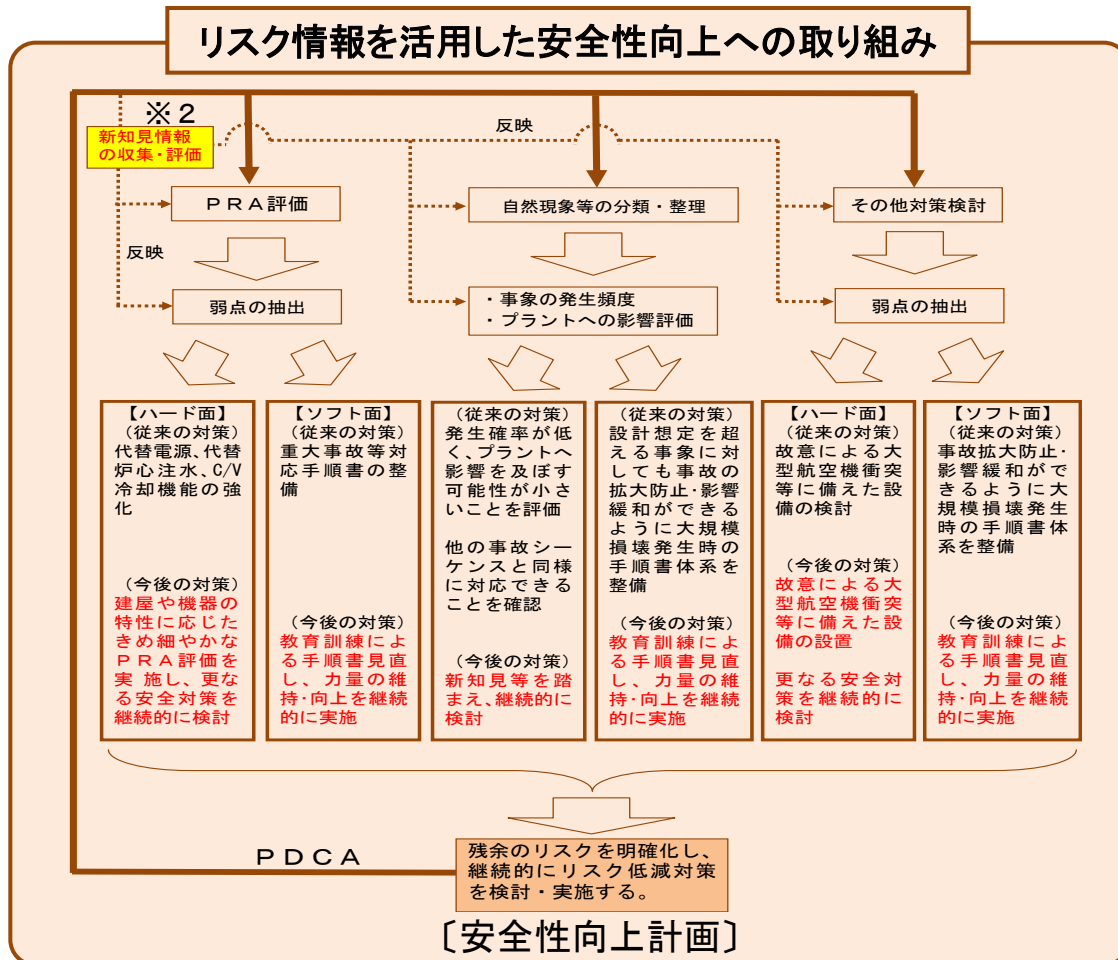 リスク情報を活用した安全性向上への取り組み
※２
新知見情報
の収集・評価
反映
ＰＲＡ評価
自然現象等の分類・整理
その他対策検討
反映
弱点の抽出
・事象の発生頻度
・プラントへの影響評価
弱点の抽出
【ハード面】
（従来の対策）
代替電源、代替
炉心注水、C/V
冷却機能の強
化
（今後の対策）
建屋や機器の
特性に応じた
きめ細やかな
ＰＲＡ評価を
実施し、更な
る安全対策を
継続的に検討
【ソフト面】
（従来の対策）
重大事故等対
応手順書の整
備
（今後の対策）
教育訓練によ
る手順書見直
し、力量の維
持・向上を継続
的に実施
（従来の対策）
発生確率が低
く、プラントへ
影響を及ぼす
可能性が小さ
いことを評価
他の事故シー
ケンスと同様
に対応できる
ことを確認
（今後の対策）
新知見等を踏
まえ、継続的に
検討
（従来の対策）
設計想定を超
える事象に対
しても事故の
拡大防止・影響
緩和ができる
ように大規模
損壊発生時の
手順書体系を
整備
（今後の対策）
教育訓練によ
る手順書見直
し、力量の維
持・向上を継続
的に実施
【ハード面】
（従来の対策）
故意による大
型航空機衝突
等に備えた設
備の検討
（今後の対策）
故意による大
型航空機衝突
等に備えた設
備の設置
更なる安全対
策を継続的に
検討
【ソフト面】
（従来の対策）
事故拡大防止・
影響緩和がで
きるように大
規模損壊発生
時の手順書体
系を整備
（今後の対策）
教育訓練によ
る手順書見直
し、力量の維
持・向上を継続
的に実施
ＰＤＣＡ
残余のリスクを明確化し、
継続的にリスク低減対策
を検討・実施する。
〔安全性向上計画〕